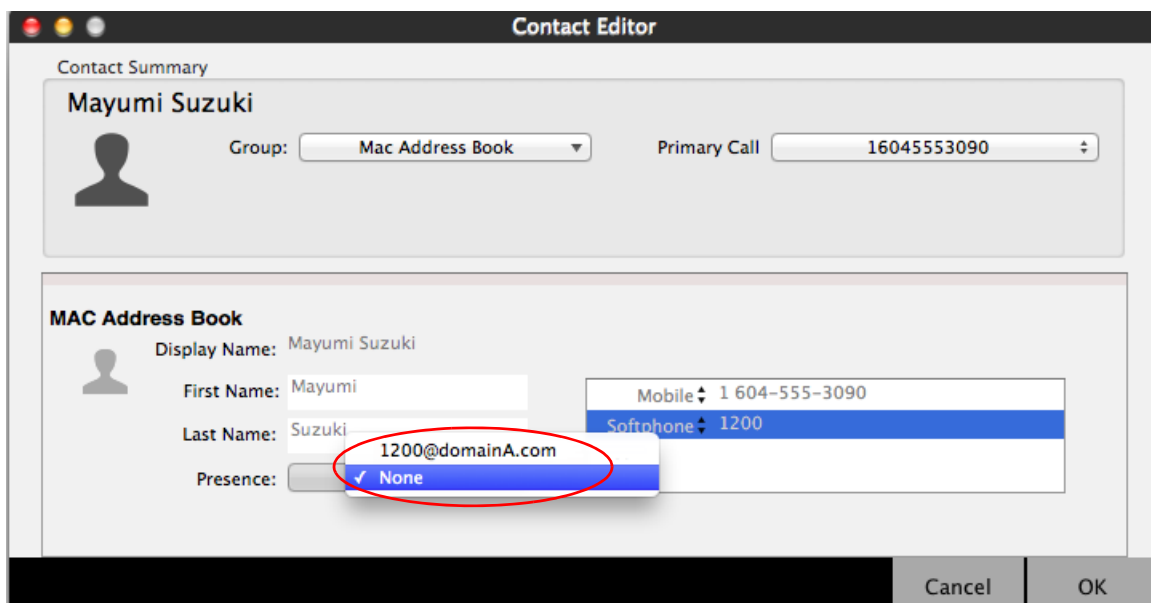 Contact Editor
Contact Summary
Mayumi Suzuki
Group: Mac Address Book Primary Call 16045553090
MAC Address Book
Display Name: Mayumi Suzuki
First Name: Mayumi
Mobile 1 604-555-3090
Last Name: Suzuki
Softphone 1200
1200@domainA.com
Presence: ✓ None
Cancel OK